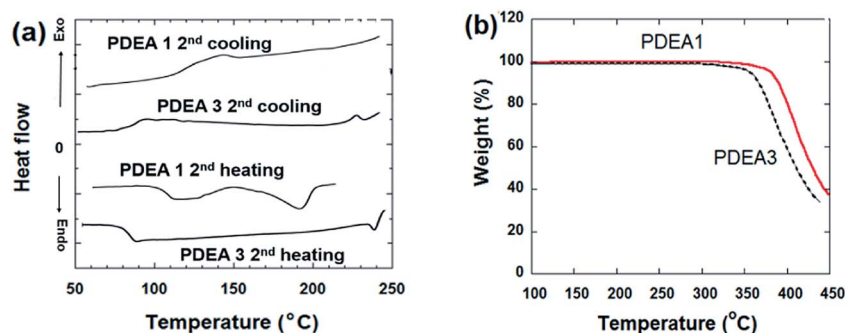 (a)
Exo
0
Endo
Heat flow
PDEA 1 2nd cooling
PDEA 3 2nd cooling
PDEA 1 2nd heating
PDEA 3 2nd heating
50 100 150 200 250
Temperature (°C)
(b)
120
100
80
60
40
20
0
Weight (%)
PDEA1
PDEA3
100 150 200 250 300 350 400 450
Temperature (°C)